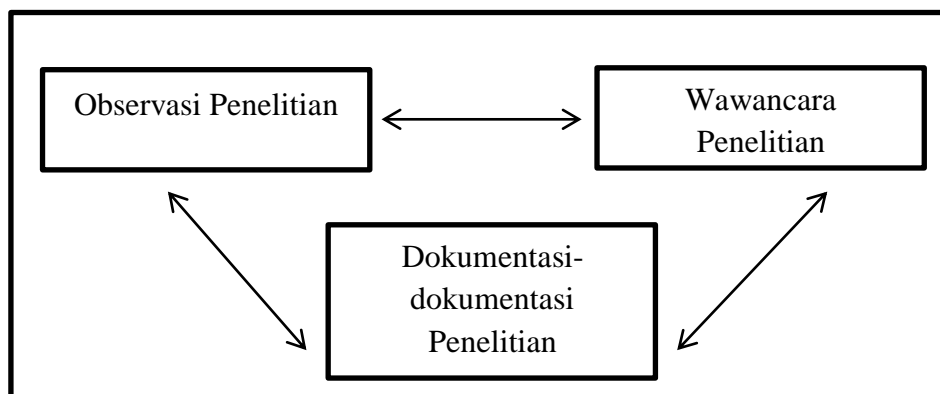 Observasi Penelitian
Wawancara
Penelitian
Dokumentasi-
dokumentasi
Penelitian